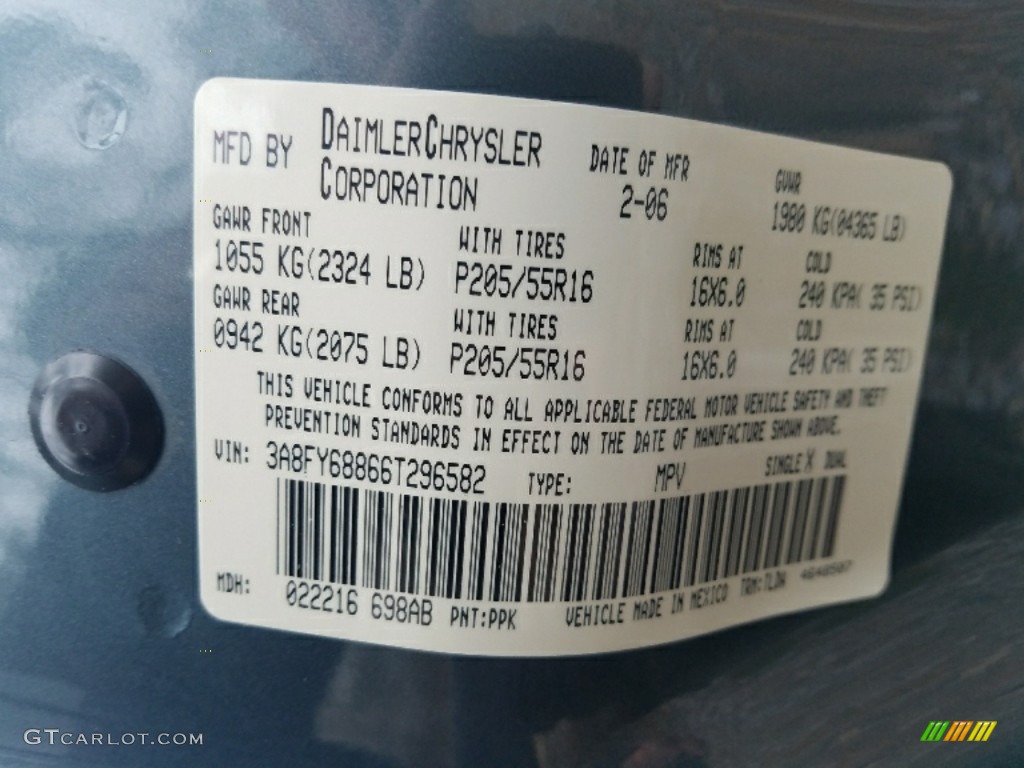 MFD BY DAIMLERCHRYSLER CORPORATION
DATE OF MFR 2-06
GVWR 1980 KG(04365 LB)
GAWR FRONT WITH TIRES RIMS AT COLD
1055 KG(2324 LB) P205/55R16 16X6.0 240 KPA( 35 PSI)
GAWR REAR WITH TIRES RIMS AT COLD
0942 KG(2075 LB) P205/55R16 16X6.0 240 KPA( 35 PSI)
THIS VEHICLE CONFORMS TO ALL APPLICABLE FEDERAL MOTOR VEHICLE SAFETY AND THEFT
PREVENTION STANDARDS IN EFFECT ON THE DATE OF MANUFACTURE SHOWN ABOVE.
VIN: 3A8FY68866T296582 TYPE: MPV SINGLE X DUAL
MDH: 022216 698AB PNT:PPK VEHICLE MADE IN MEXICO TRM:TLDA
GTCARLOT.COM